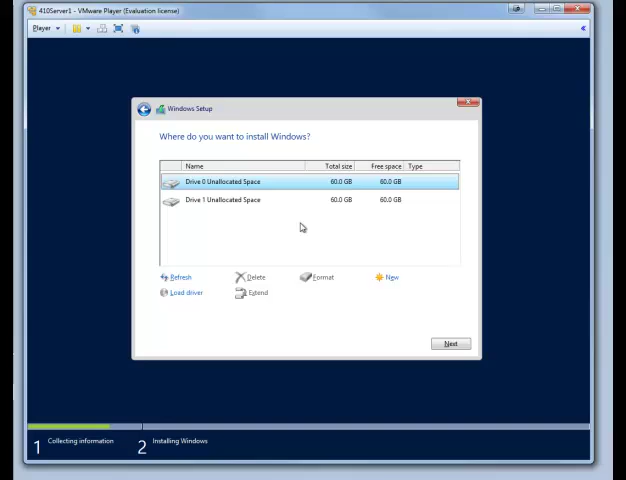 410Server1 - VMware Player (Evaluation license)
Player
Windows Setup
Where do you want to install Windows?
Name Total size Free space Type
Drive 0 Unallocated Space 60.0 GB 60.0 GB
Drive 1 Unallocated Space 60.0 GB 60.0 GB
Refresh Delete Format New
Load driver Extend
Next
1 Collecting information 2 Installing Windows